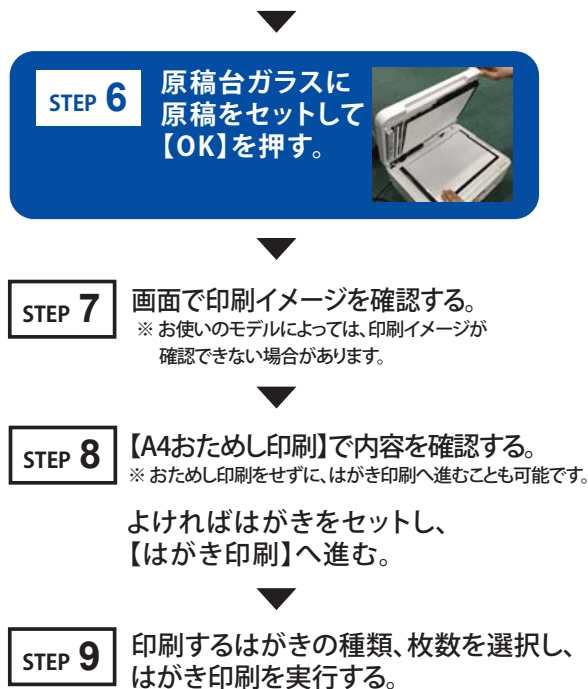 STEP 6
原稿台ガラスに
原稿をセットして
【OK】を押す。
STEP 7
画面で印刷イメージを確認する。
※ お使いのモデルによっては、印刷イメージが
確認できない場合があります。
STEP 8
【A4おためし印刷】で内容を確認する。
※ おためし印刷をせずに、はがき印刷へ進むことも可能です。
よければはがきをセットし、
【はがき印刷】へ進む。
STEP 9
印刷するはがきの種類、枚数を選択し、
はがき印刷を実行する。